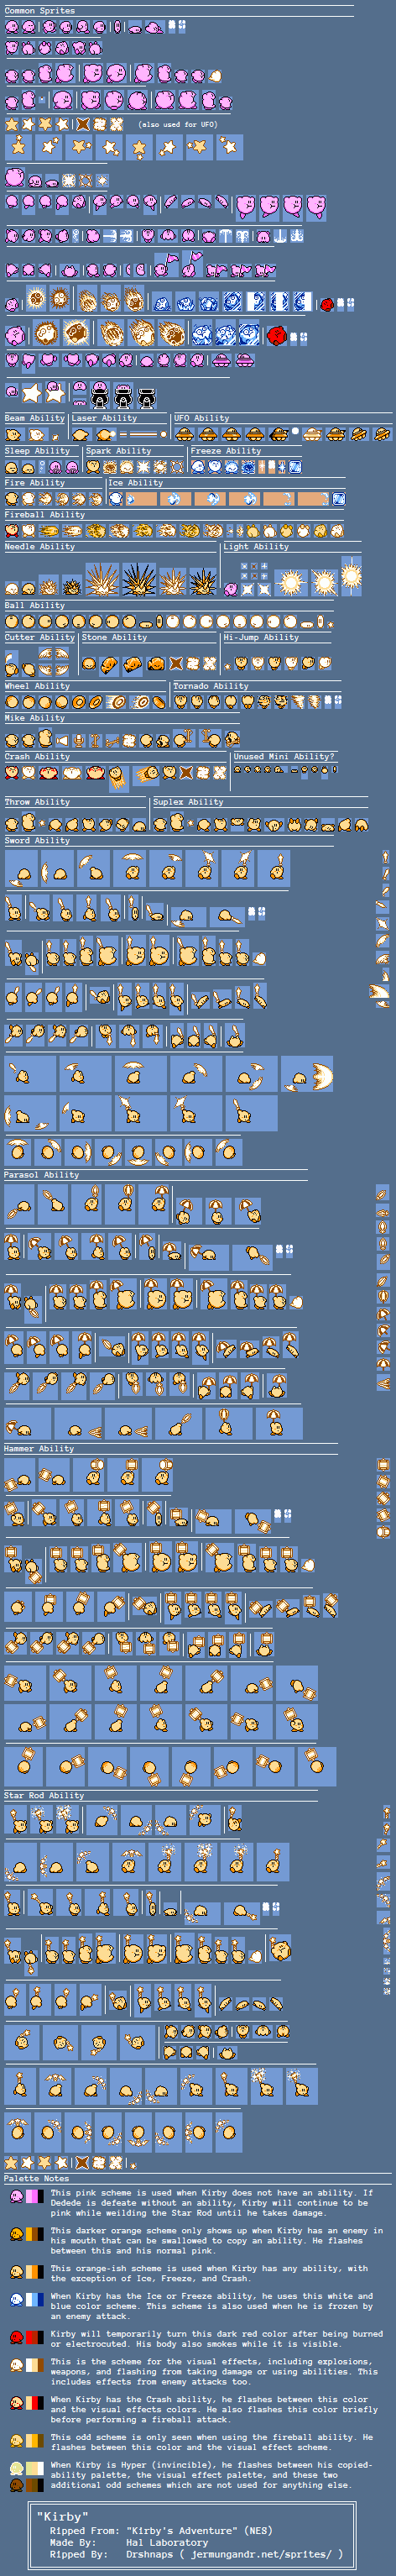 Common Sprites
(also used for UFO)
Beam Ability
Laser Ability
UFO Ability
Sleep Ability
Spark Ability
Freeze Ability
Fire Ability
Ice Ability
Fireball Ability
Needle Ability
Light Ability
Ball Ability
Cutter Ability
Stone Ability
Hi-Jump Ability
Wheel Ability
Tornado Ability
Mike Ability
Crash Ability
Unused Mini Ability?
Throw Ability
Suplex Ability
Sword Ability
Parasol Ability
Hammer Ability
Star Rod Ability
Palette Notes
This pink scheme is used when Kirby does not have an ability. If
Dedede is defeate without an ability, Kirby will continue to be
pink while weilding the Star Rod until he takes damage.
This darker orange scheme only shows up when Kirby has an enemy in
his mouth that can be swallowed to copy an ability. He flashes
between this and his normal pink.
This orange-ish scheme is used when Kirby has any ability, with
the exception of Ice, Freeze, and Crash.
When Kirby has the Ice or Freeze ability, he uses this white and
blue color scheme. This scheme is also used when he is frozen by
an enemy attack.
Kirby will temporarily turn this dark red color after being burned
or electrocuted. His body also smokes while it is visible.
This is the scheme for the visual effects, including explosions,
weapons, and flashing from taking damage or using abilities. This
includes effects from enemy attacks too.
When Kirby has the Crash ability, he flashes between this color
and the visual effects colors. He also flashes this color briefly
before performing a fireball attack.
This odd scheme is only seen when using the fireball ability. He
flashes between this color and the visual effect scheme.
When Kirby is Hyper (invincible), he flashes between his copied-
ability palette, the visual effect palette, and these two
additional odd schemes which are not used for anything else.
"Kirby"
Ripped From: "Kirby's Adventure" (NES)
Made By: Hal Laboratory
Ripped By: Drshnaps ( jermungandr.net/sprites/ )